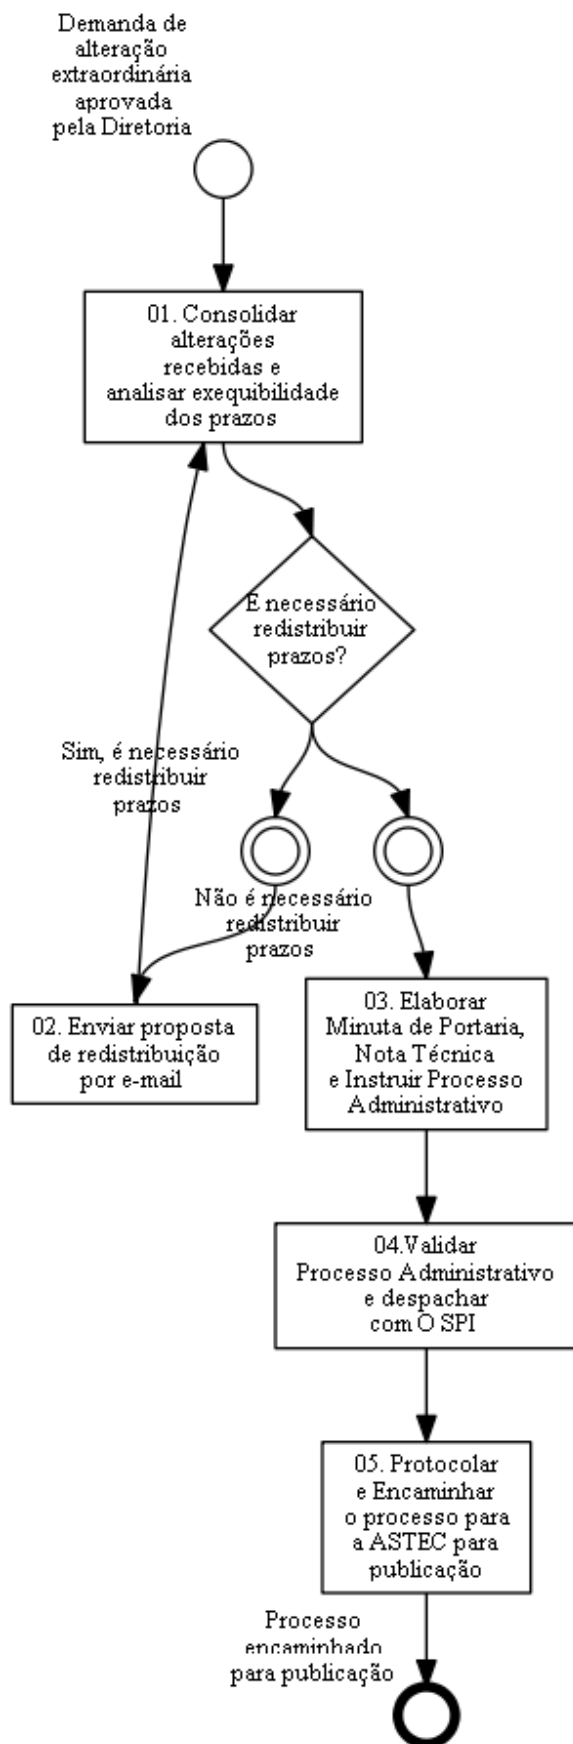 Demanda de
alteração
extraordinária
aprovada
pela Diretoria
01. Consolidar
alterações
recebidas e
analisar exequibilidade
dos prazos
E necessário
redistribuir
prazos?
Sim, é necessário
redistribuir
prazos
Não é necessário
redistribuir
prazos
02. Enviar proposta
de redistribuição
por e-mail
03. Elaborar
Minuta de Portaria,
Nota Técnica
e Instruir Processo
Administrativo
04.Validar
Processo Administrativo
e despachar
com O SPI
05. Protocolar
e Encaminhar
o processo para
a ASTEC para
publicação
Processo
encaminhado
para publicação